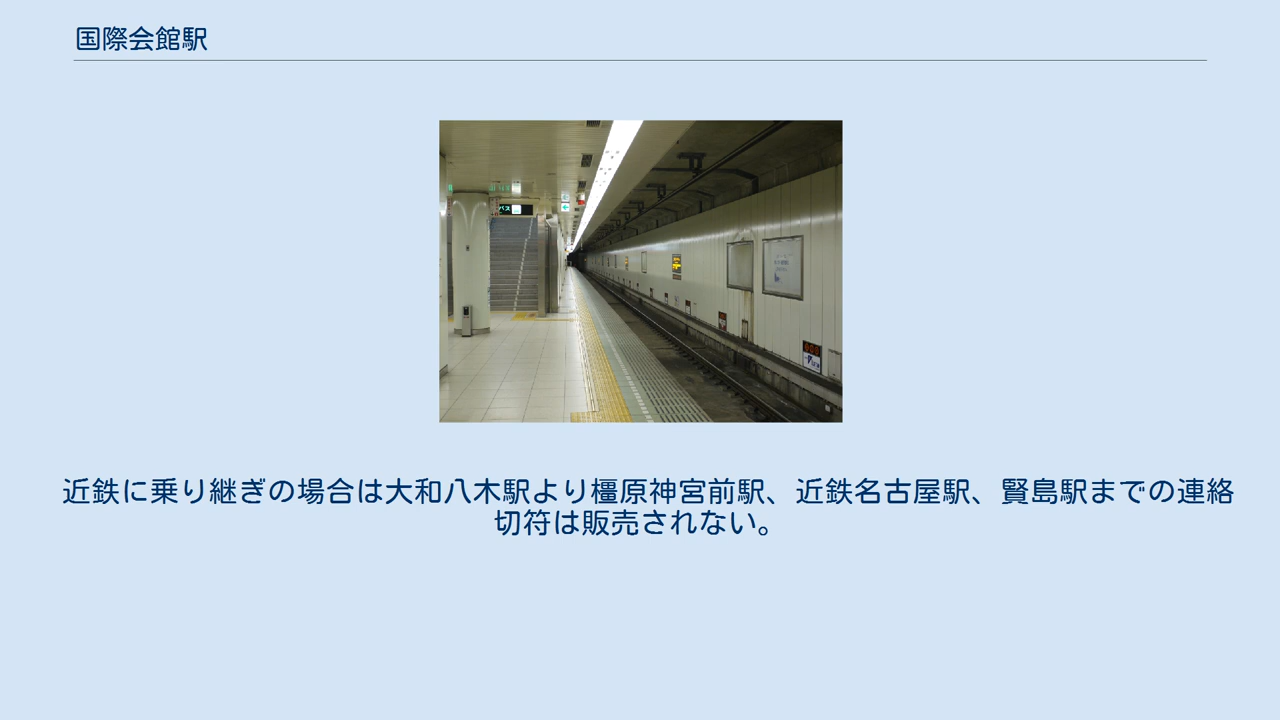 国際会館駅
バス
近鉄に乗り継ぎの場合は大和八木駅より橿原神宮前駅、近鉄名古屋駅、賢島駅までの連絡
切符は販売されない。